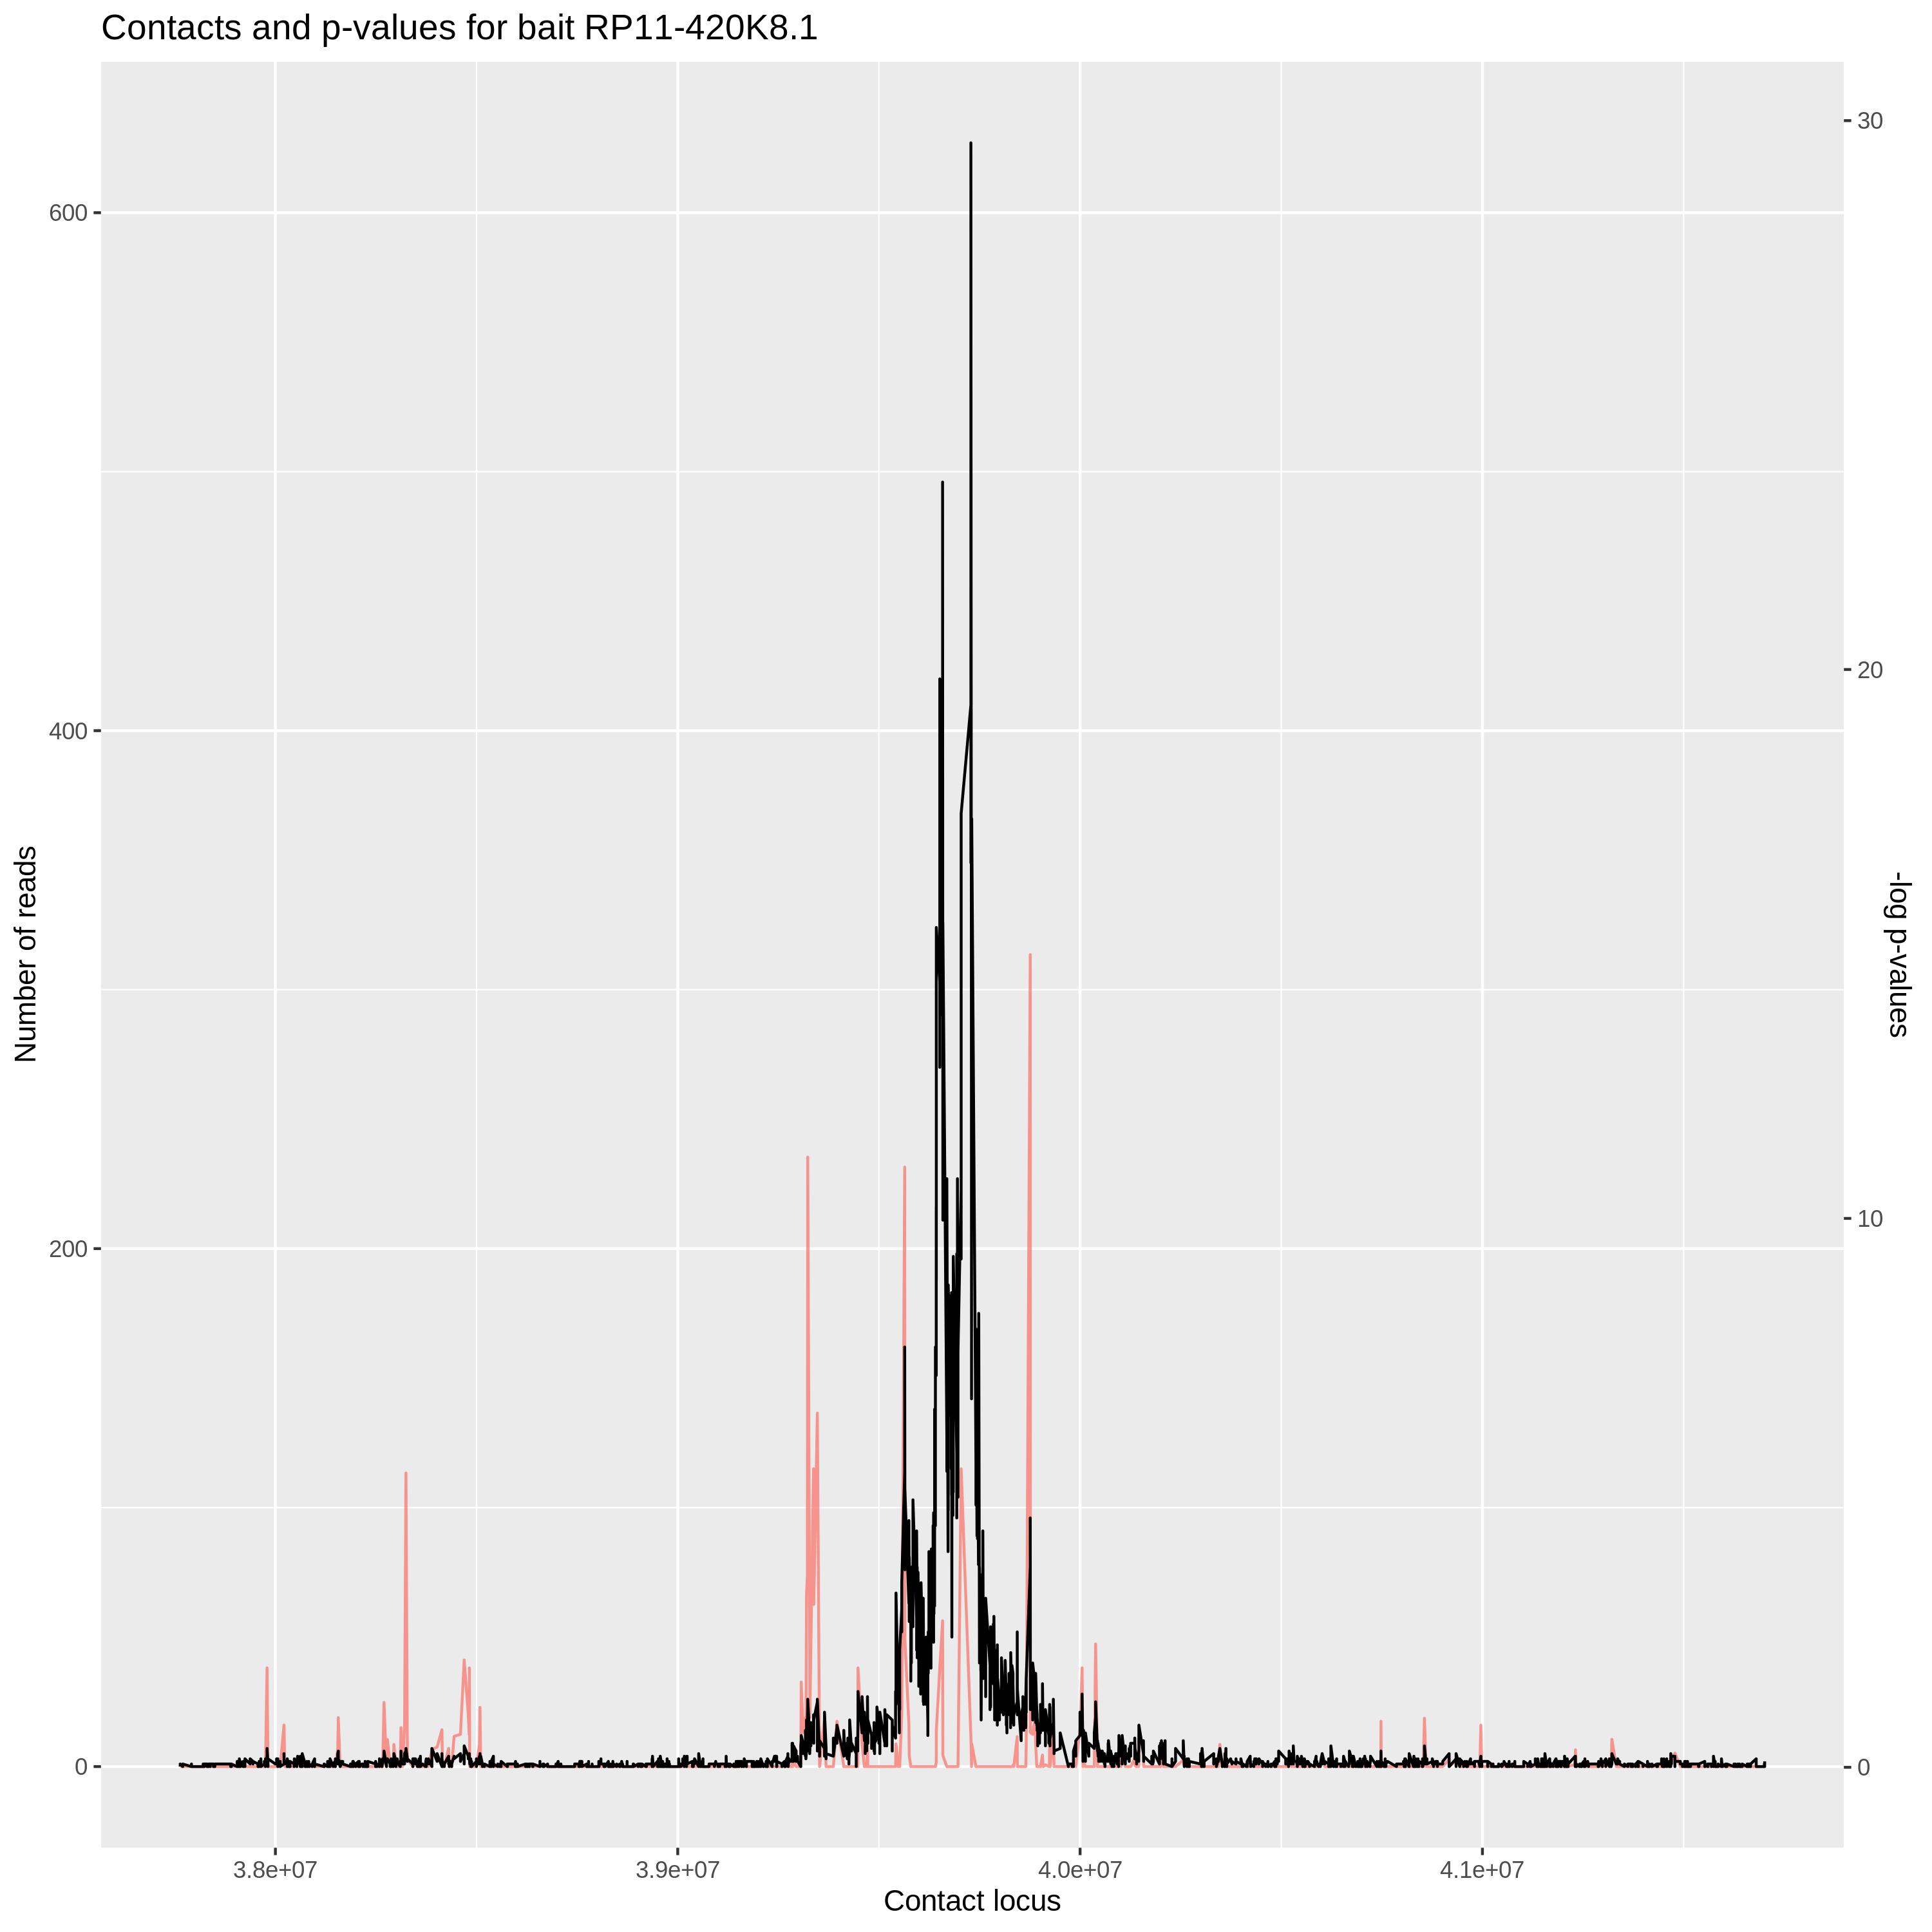 Contacts and p-values for bait RP11-420K8.1
Number of reads
600
400
200
0
30
20
10
0
-log p-values
3.8e+07
3.9e+07
4.0e+07
4.1e+07
Contact locus